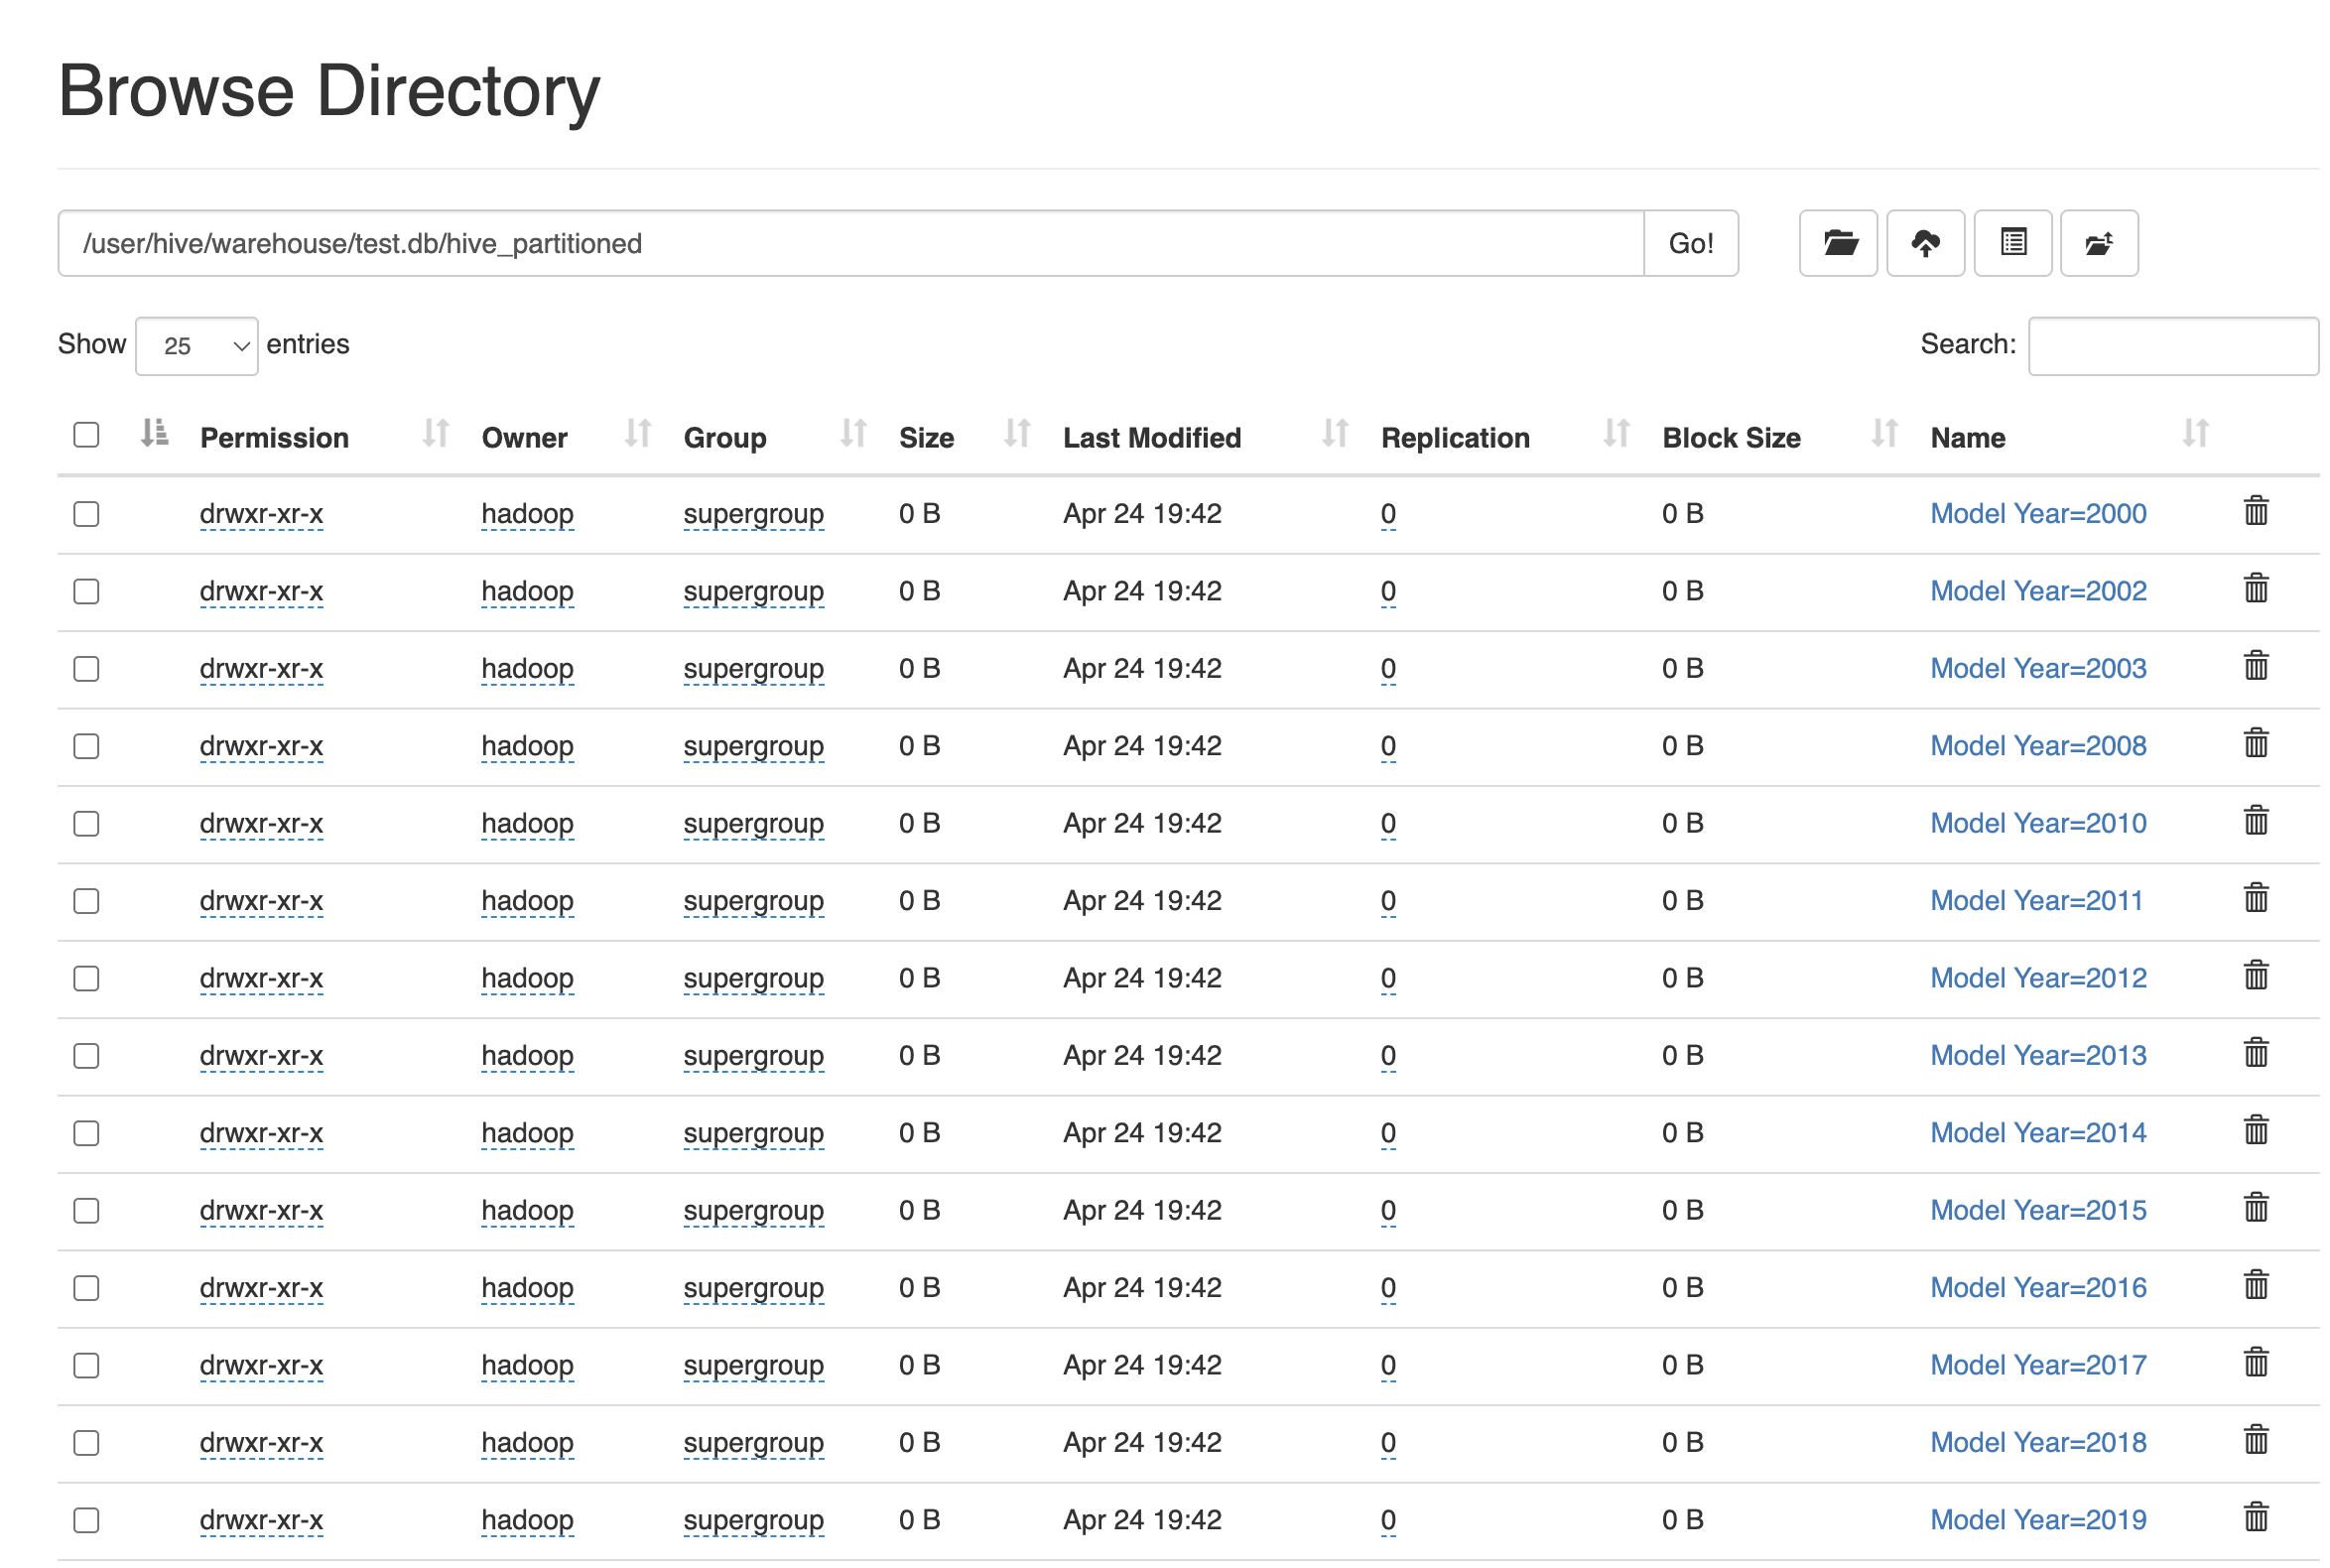 Browse Directory
/user/hive/warehouse/test.db/hive_partitioned Go!
Show 25 entries Search:
Permission Owner Group Size Last Modified Replication Block Size Name
drwxr-xr-x hadoop supergroup 0 B Apr 24 19:42 0 0 B Model Year=2000
drwxr-xr-x hadoop supergroup 0 B Apr 24 19:42 0 0 B Model Year=2002
drwxr-xr-x hadoop supergroup 0 B Apr 24 19:42 0 0 B Model Year=2003
drwxr-xr-x hadoop supergroup 0 B Apr 24 19:42 0 0 B Model Year=2008
drwxr-xr-x hadoop supergroup 0 B Apr 24 19:42 0 0 B Model Year=2010
drwxr-xr-x hadoop supergroup 0 B Apr 24 19:42 0 0 B Model Year=2011
drwxr-xr-x hadoop supergroup 0 B Apr 24 19:42 0 0 B Model Year=2012
drwxr-xr-x hadoop supergroup 0 B Apr 24 19:42 0 0 B Model Year=2013
drwxr-xr-x hadoop supergroup 0 B Apr 24 19:42 0 0 B Model Year=2014
drwxr-xr-x hadoop supergroup 0 B Apr 24 19:42 0 0 B Model Year=2015
drwxr-xr-x hadoop supergroup 0 B Apr 24 19:42 0 0 B Model Year=2016
drwxr-xr-x hadoop supergroup 0 B Apr 24 19:42 0 0 B Model Year=2017
drwxr-xr-x hadoop supergroup 0 B Apr 24 19:42 0 0 B Model Year=2018
drwxr-xr-x hadoop supergroup 0 B Apr 24 19:42 0 0 B Model Year=2019